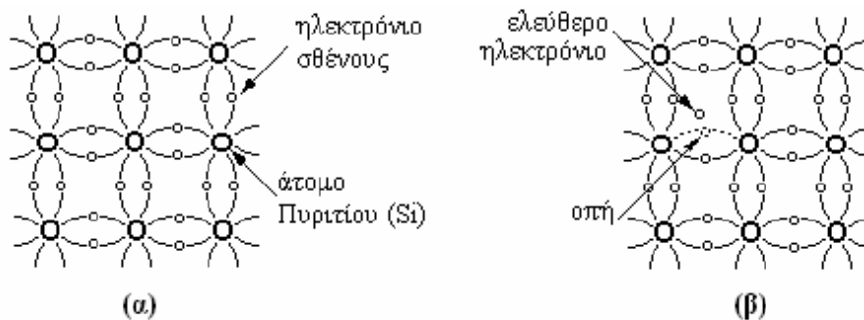 ηλεκτρόνιο
σθένους
άτομο
Πυριτίου (Si)
(α)
ελεύθερο
ηλεκτρόνιο
οπή
(β)